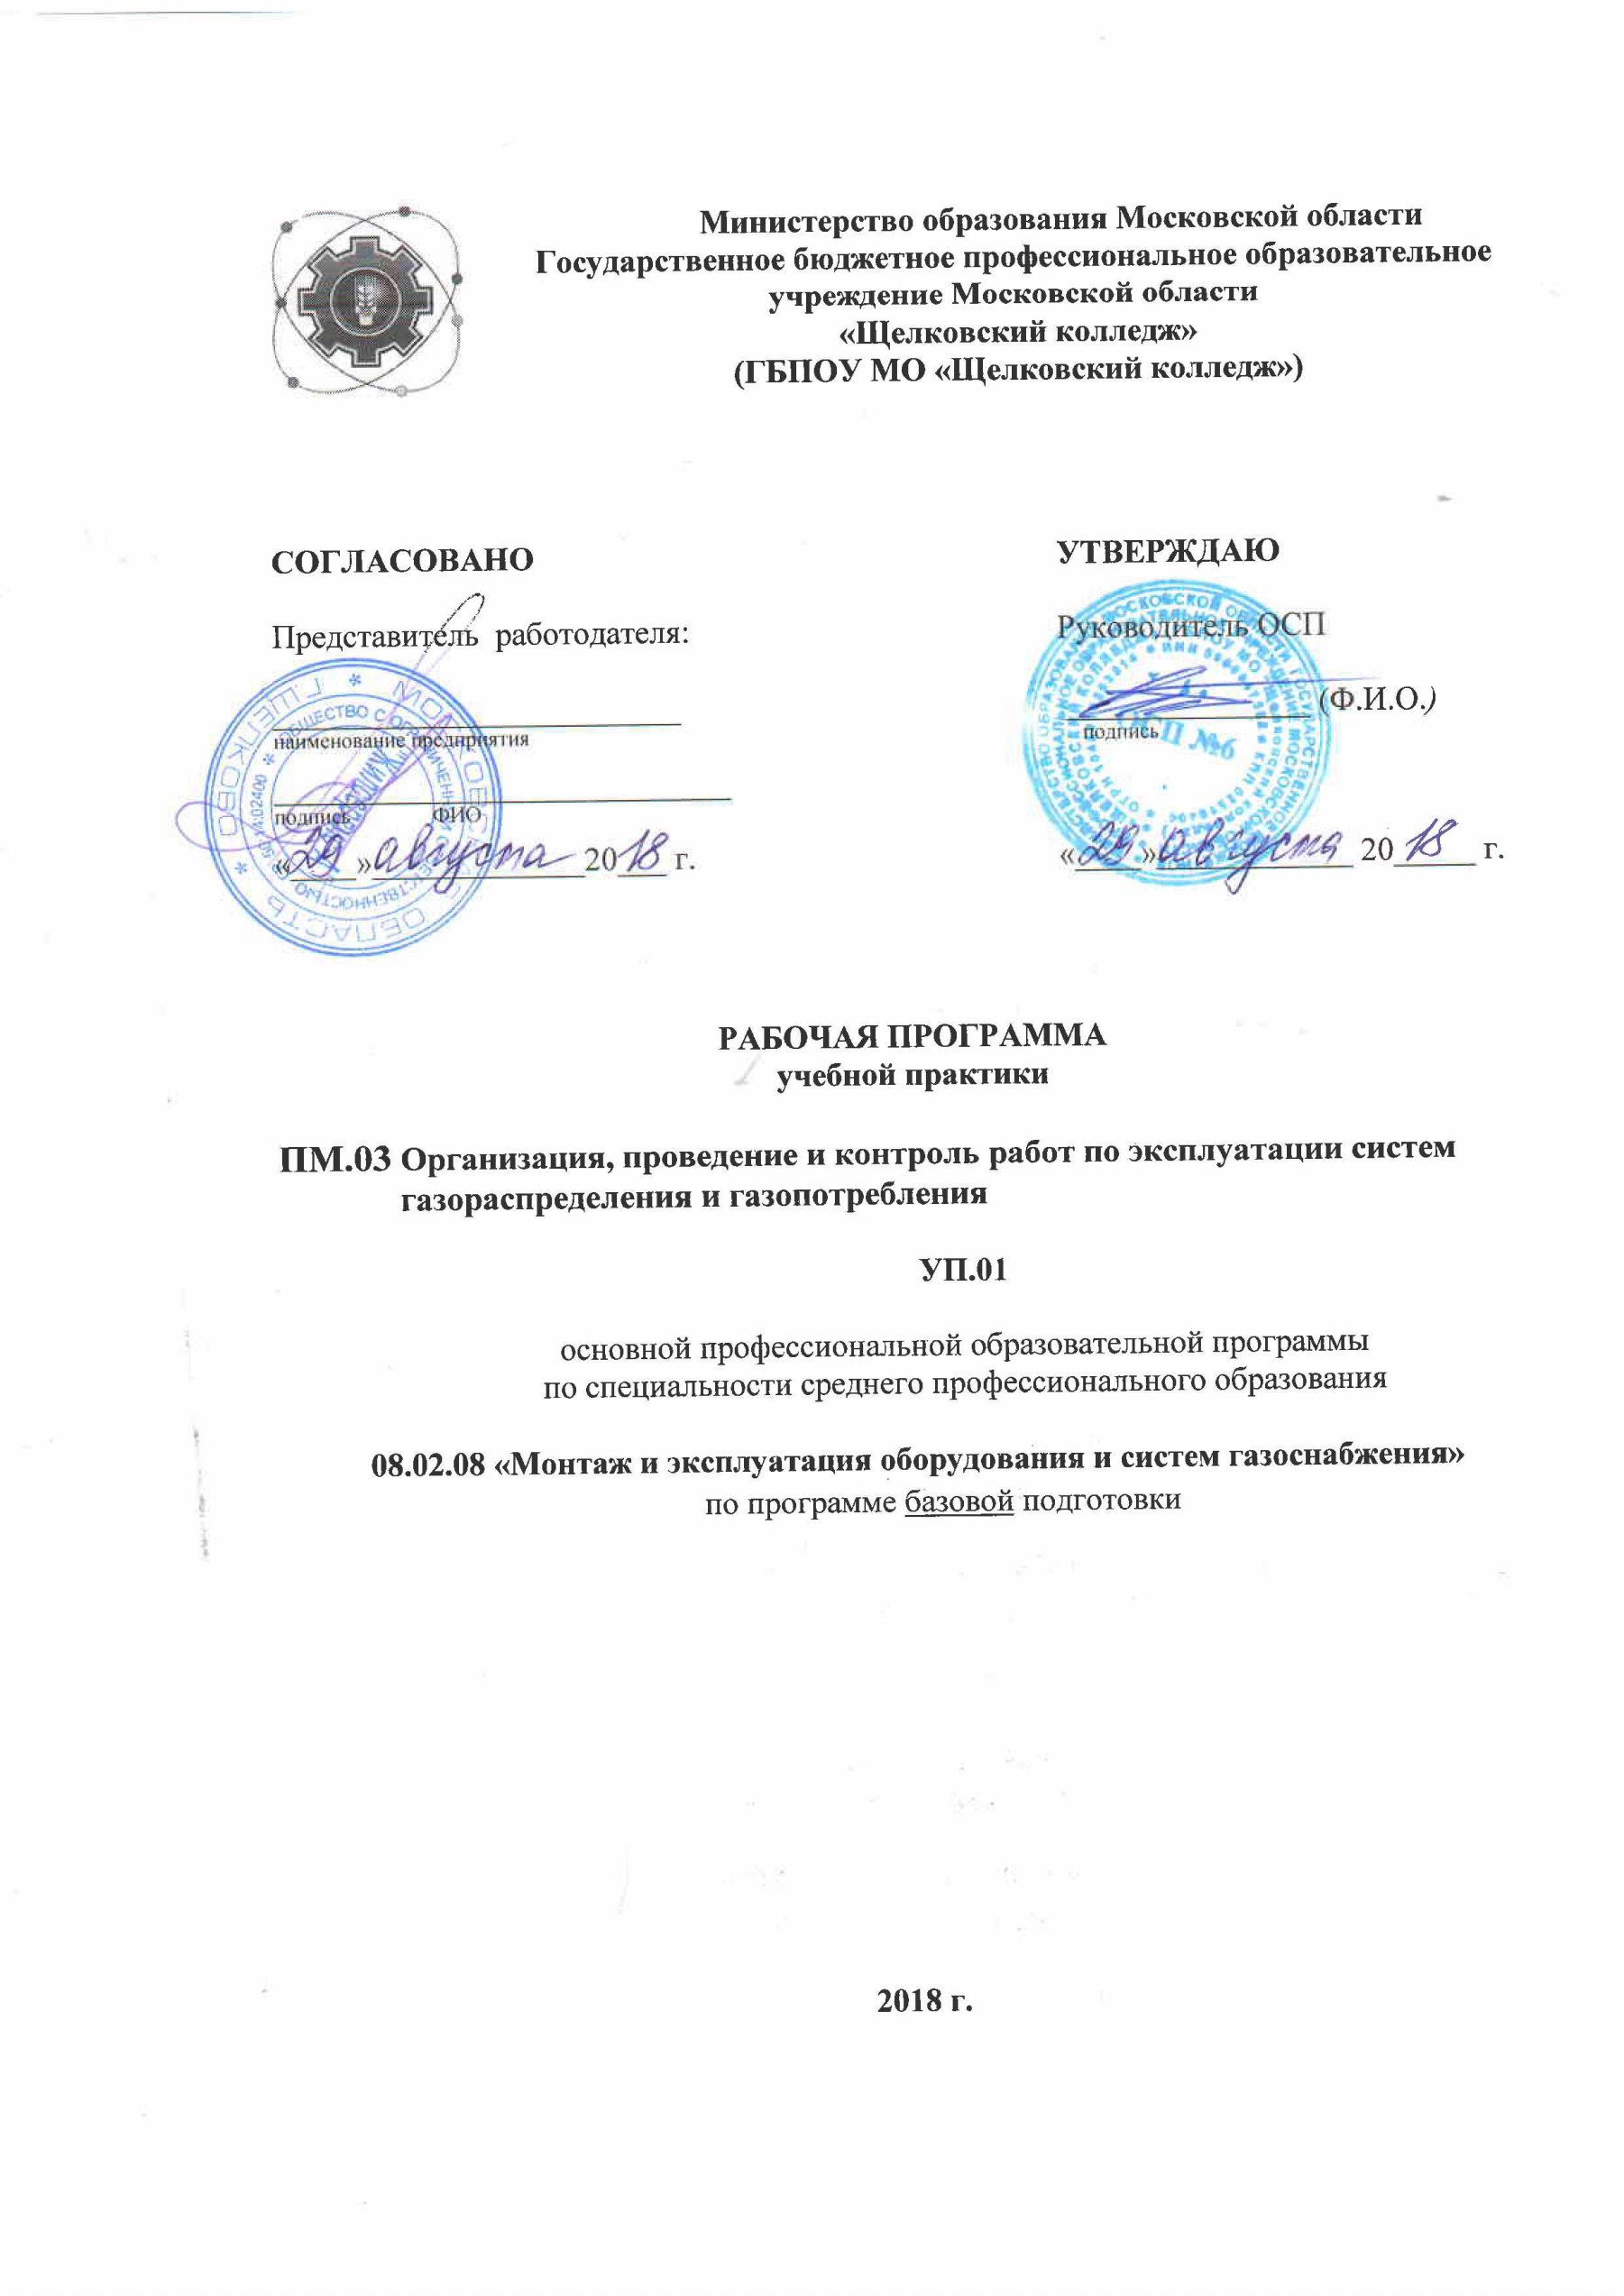 Министерство образования Московской области
Государственное бюджетное профессиональное образовательное
учреждение Московской области
«Щелковский колледж»
(ГБПОУ МО «Щелковский колледж»)
СОГЛАСОВАНО
Представитель работодателя:
наименование предприятия
подпись ФИО
«29» августа 2018 г.
УТВЕРЖДАЮ
Руководитель ОСП
(Ф.И.О.)
подпись
ОСП №6
«29» августа 2018 г.
РАБОЧАЯ ПРОГРАММА
учебной практики
ПМ.03 Организация, проведение и контроль работ по эксплуатации систем
газораспределения и газопотребления
УП.01
основной профессиональной образовательной программы
по специальности среднего профессионального образования
08.02.08 «Монтаж и эксплуатация оборудования и систем газоснабжения»
по программе базовой подготовки
2018 г.